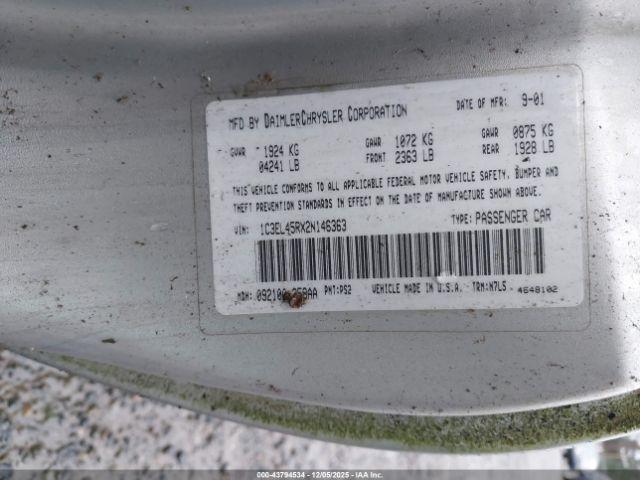 MFD BY DAIMLERCHRYSLER CORPORATION DATE OF MFR: 9-01
GVWR 1924 KG GAWR 1072 KG GAWR 0875 KG
04241 LB FRONT 2363 LB REAR 1928 LB
THIS VEHICLE CONFORMS TO ALL APPLICABLE FEDERAL MOTOR VEHICLE SAFETY, BUMPER AND
THEFT PREVENTION STANDARDS IN EFFECT ON THE DATE OF MANUFACTURE SHOWN ABOVE.
VIN: 1C3EL45RX2N146363 TYPE: PASSENGER CAR
MDH: PNT:PS2 VEHICLE MADE IN U.S.A. TRM:N7L5 4648102
000-43794534 | 12/05/2025 | IAA Inc.